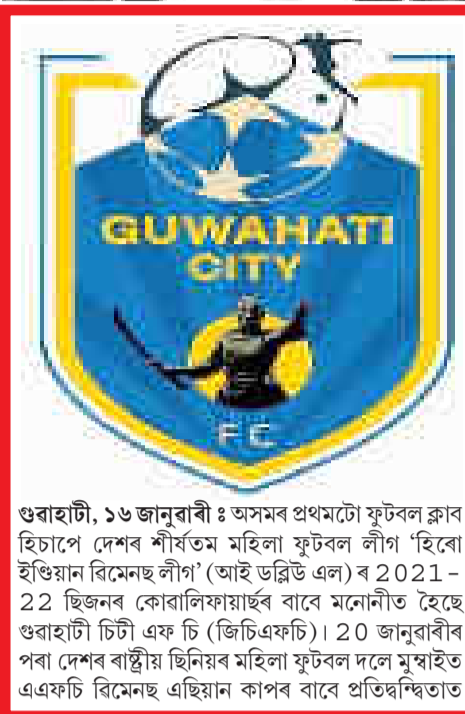 GUWAHATI
CITY
FC
গুৱাহাটী, ১৬ জানুৱাৰী ঃ অসমৰ প্ৰথমটো ফুটবল ক্লাব
হিচাপে দেশৰ শীৰ্ষতম মহিলা ফুটবল লীগ ‘হিৰো
ইণ্ডিয়ান ৱিমেনছ লীগ’ (আই ডব্লিউ এল) ৰ 2021-
22 ছিজনৰ কোৱালিফায়াৰ্ছৰ বাবে মনোনীত হৈছে
গুৱাহাটী চিটী এফ চি (জিচিএফচি)। 20 জানুৱাৰীৰ
পৰা দেশৰ ৰাষ্ট্ৰীয় ছিনিয়ৰ মহিলা ফুটবল দলে মুম্বাইত
এএফচি ৱিমেনছ এছিয়ান কাপৰ বাবে প্ৰতিদ্বন্দ্বিতাত